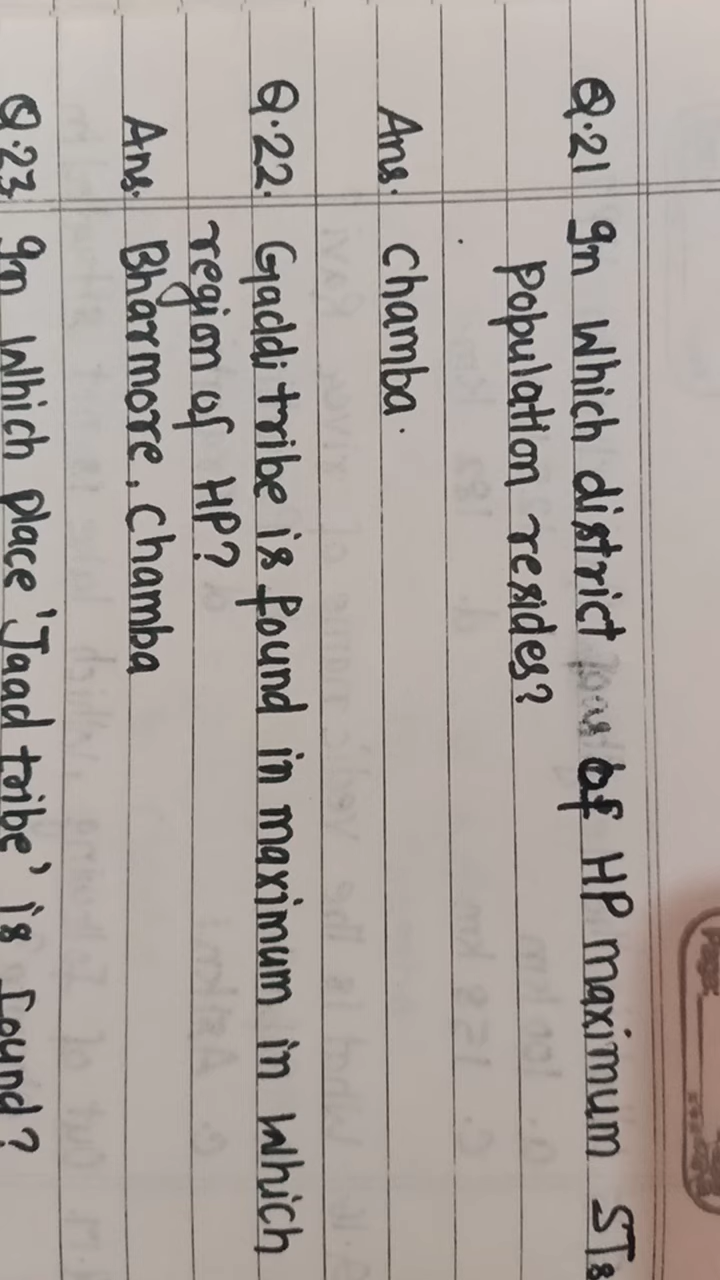 Page:
Q.21 In which district of HP maximum STs
population resides?
Ans. Chamba.
Q.22. Gaddi tribe is found in maximum in which
region of HP?
Ans. Bharmore, Chamba
Q.23 In which place 'Jaad tribe' is found?